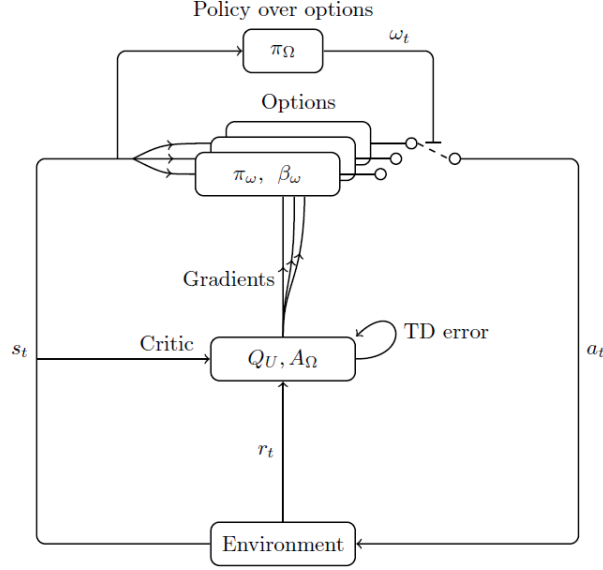 Policy over options
π_Ω
ω_t
Options
π_ω, β_ω
Gradients
TD error
Critic
s_t
Q_U, A_Ω
a_t
r_t
Environment